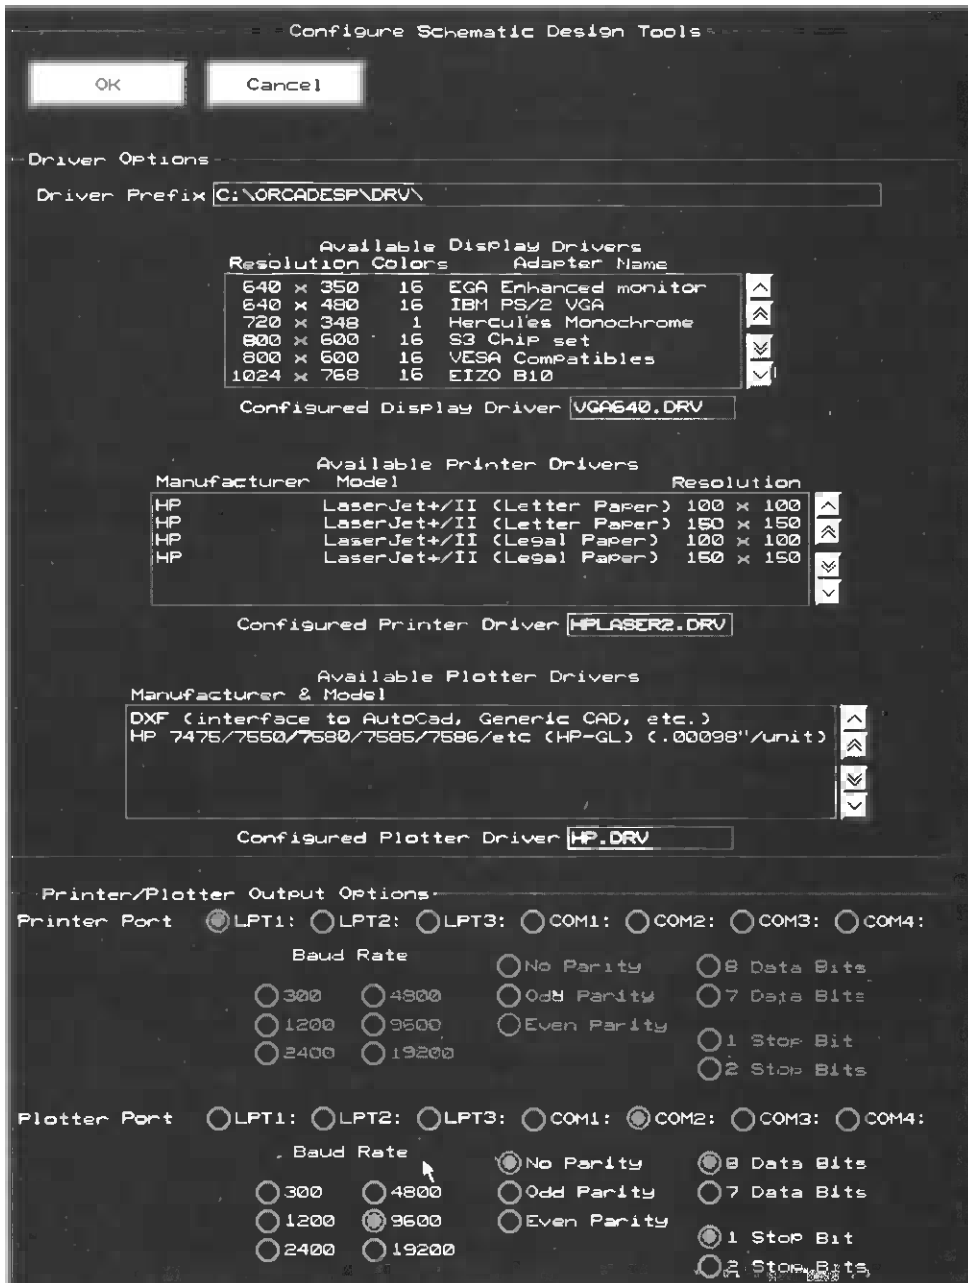 Configure Schematic Design Tools
OK Cancel
Driver Options
Driver Prefix C:\ORCADESP\DRV\
Available Display Drivers
Resolution Colors Adapter Name
640 x 350 16 EGA Enhanced monitor
640 x 480 16 IBM PS/2 VGA
720 x 348 1 Hercules Monochrome
800 x 600 16 S3 Chip set
800 x 600 16 VESA Compatibles
1024 x 768 16 EIZO B10
Configured Display Driver VGA640.DRV
Available Printer Drivers
Manufacturer Model Resolution
HP LaserJet+/II (Letter Paper) 100 x 100
HP LaserJet+/II (Letter Paper) 150 x 150
HP LaserJet+/II (Legal Paper) 100 x 100
HP LaserJet+/II (Legal Paper) 150 x 150
Configured Printer Driver HPLASER2.DRV
Available Plotter Drivers
Manufacturer & Model
DXF (interface to AutoCad, Generic CAD, etc.)
HP 7475/7550/7580/7585/7586/etc (HP-GL) (.00098"/unit)
Configured Plotter Driver HP.DRV
Printer/Plotter Output Options
Printer Port LPT1: LPT2: LPT3: COM1: COM2: COM3: COM4:
Baud Rate No Parity 8 Data Bits
300 4800 Odd Parity 7 Data Bits
1200 9600 Even Parity 1 Stop Bit
2400 19200 2 Stop Bits
Plotter Port LPT1: LPT2: LPT3: COM1: COM2: COM3: COM4:
Baud Rate No Parity 8 Data Bits
300 4800 Odd Parity 7 Data Bits
1200 9600 Even Parity 1 Stop Bit
2400 19200 2 Stop Bits